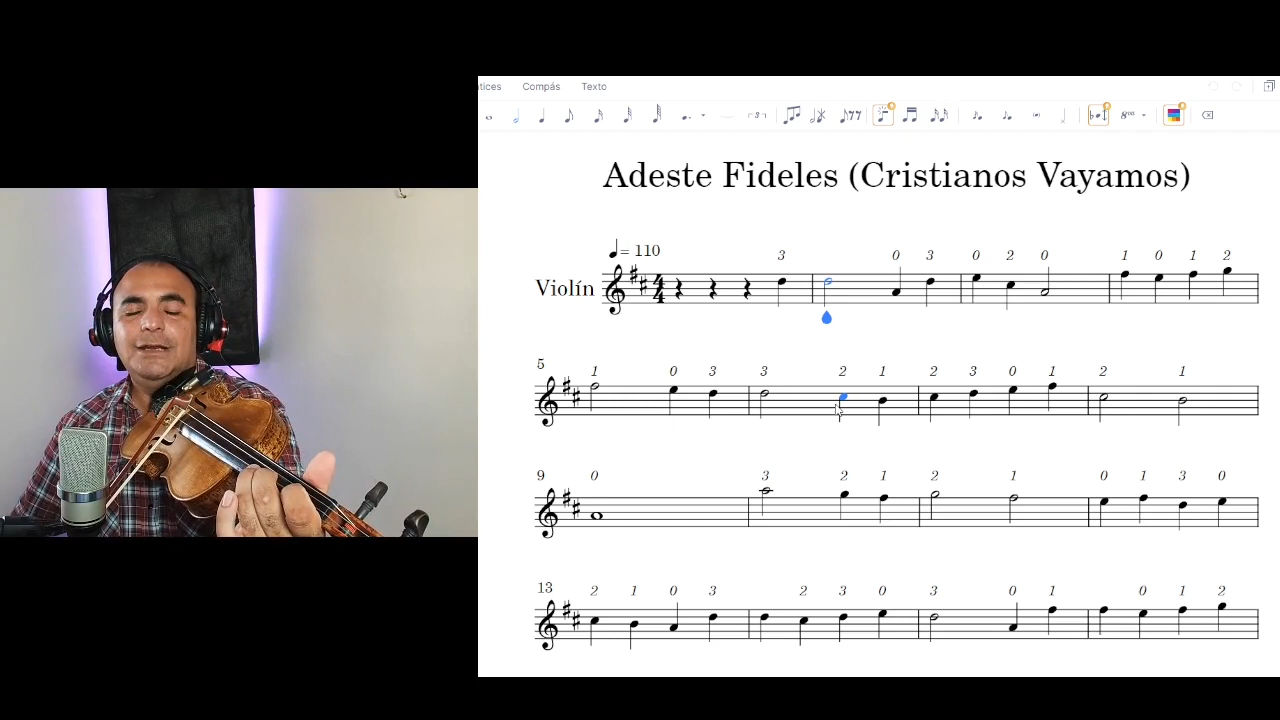 tices Compás Texto
Adeste Fideles (Cristianos Vayamos)
= 110
3 0 3 0 2 0 1 0 1 2
Violín
4
4
5
1 0 3 3 2 1 2 3 0 1 2 1
9
0 3 2 1 2 1 0 1 3 0
13
2 1 0 3 2 3 0 3 0 1 0 1 2